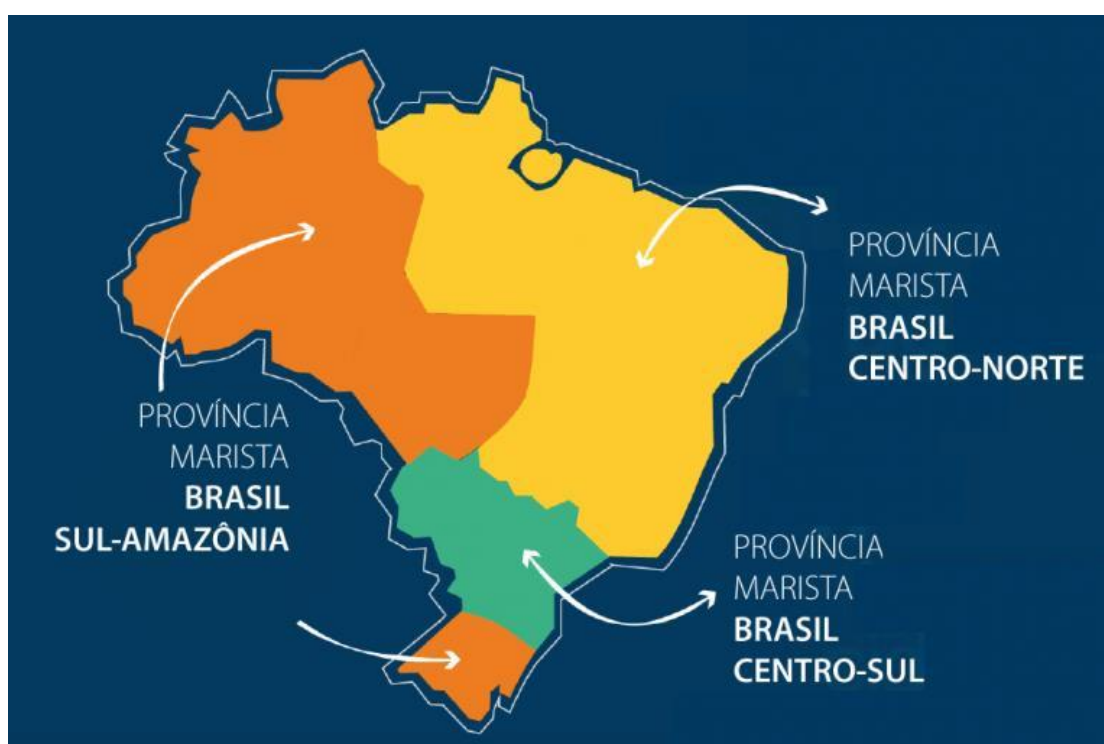 PROVÍNCIA
MARISTA
BRASIL
CENTRO-NORTE
PROVÍNCIA
MARISTA
BRASIL
SUL-AMAZÔNIA
PROVÍNCIA
MARISTA
BRASIL
CENTRO-SUL